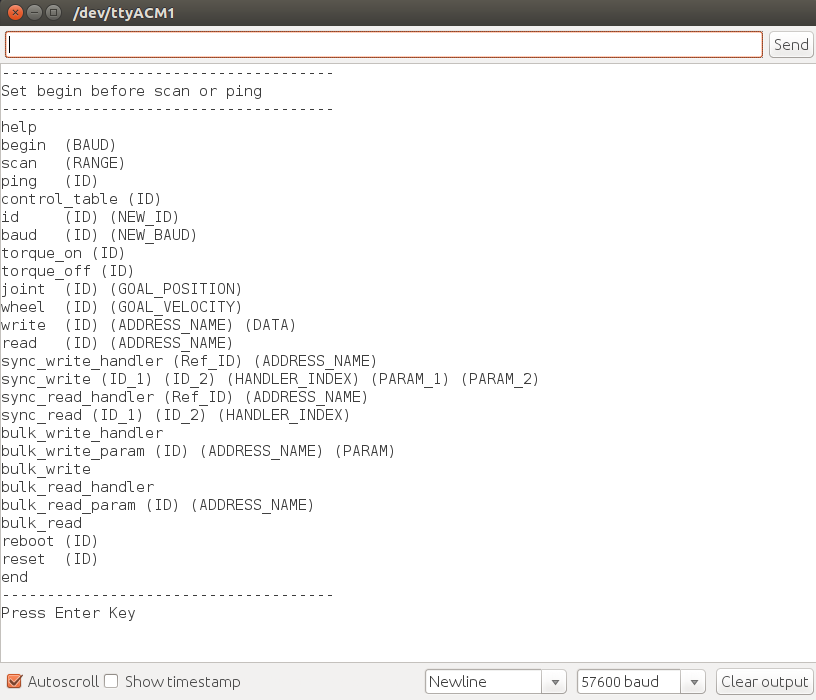 /dev/ttyACM1
Send
-------------------------------------
Set begin before scan or ping
-------------------------------------
help
begin  (BAUD)
scan   (RANGE)
ping   (ID)
control_table (ID)
id     (ID) (NEW_ID)
baud   (ID) (NEW_BAUD)
torque_on (ID)
torque_off (ID)
joint  (ID) (GOAL_POSITION)
wheel  (ID) (GOAL_VELOCITY)
write  (ID) (ADDRESS_NAME) (DATA)
read   (ID) (ADDRESS_NAME)
sync_write_handler (Ref_ID) (ADDRESS_NAME)
sync_write (ID_1) (ID_2) (HANDLER_INDEX) (PARAM_1) (PARAM_2)
sync_read_handler (Ref_ID) (ADDRESS_NAME)
sync_read (ID_1) (ID_2) (HANDLER_INDEX)
bulk_write_handler
bulk_write_param (ID) (ADDRESS_NAME) (PARAM)
bulk_write
bulk_read_handler
bulk_read_param (ID) (ADDRESS_NAME)
bulk_read
reboot (ID)
reset  (ID)
end
-------------------------------------
Press Enter Key
Autoscroll Show timestamp Newline 57600 baud Clear output